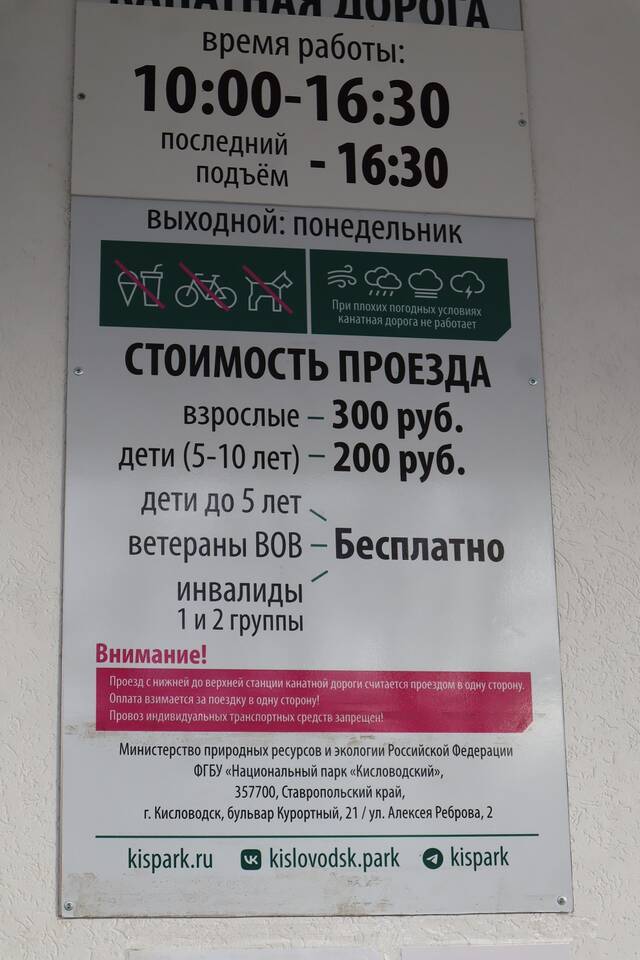 КАНАТНАЯ ДОРОГА
время работы:
10:00-16:30
последний подъём - 16:30
выходной: понедельник
При плохих погодных условиях
канатная дорога не работает
СТОИМОСТЬ ПРОЕЗДА
взрослые – 300 руб.
дети (5-10 лет) – 200 руб.
дети до 5 лет
ветераны ВОВ – Бесплатно
инвалиды
1 и 2 группы
Внимание!
Проезд с нижней до верхней станции канатной дороги считается проездом в одну сторону.
Оплата взимается за поездку в одну сторону!
Провоз индивидуальных транспортных средств запрещен!
Министерство природных ресурсов и экологии Российской Федерации
ФГБУ «Национальный парк «Кисловодский»,
357700, Ставропольский край,
г. Кисловодск, бульвар Курортный, 21 / ул. Алексея Реброва, 2
kispark.ru kislovodsk.park kispark